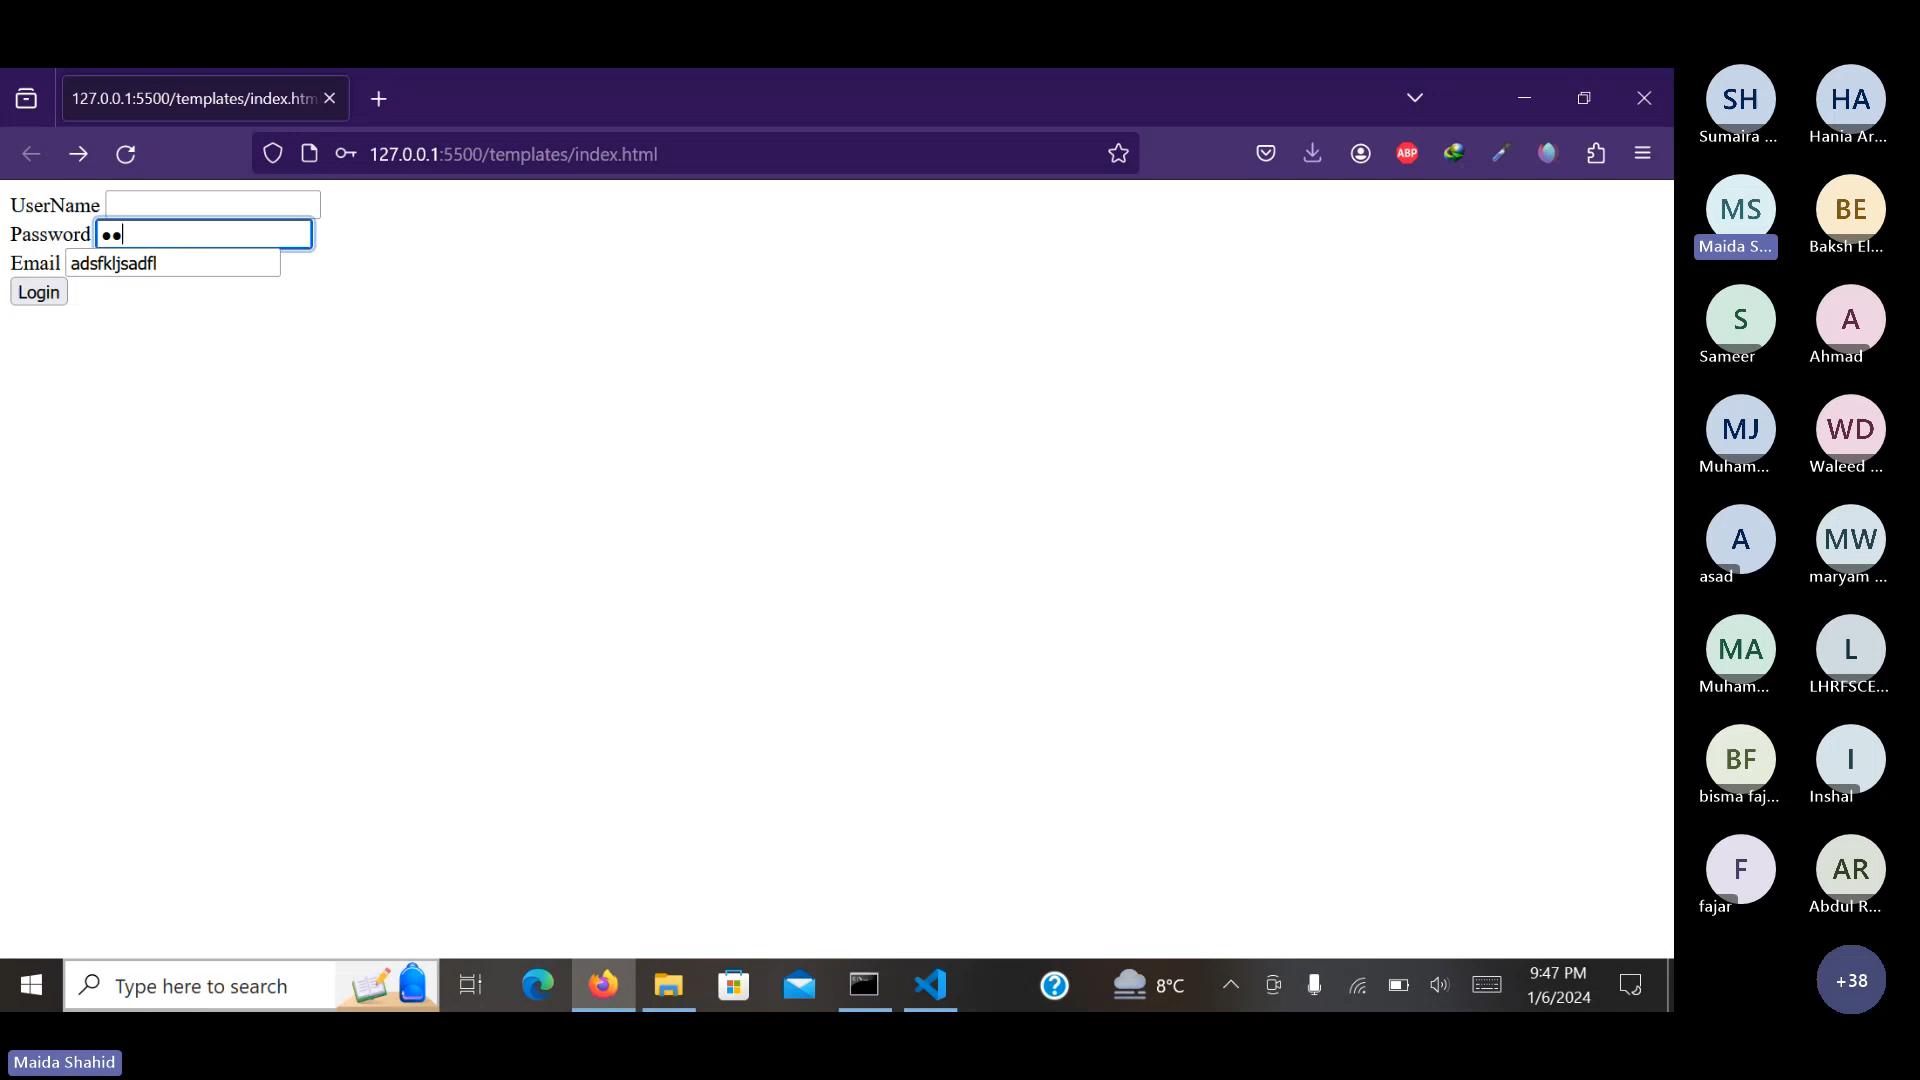 127.0.0.1:5500/templates/index.htm
127.0.0.1:5500/templates/index.html
ABP
UserName
Password ●●
Email adsfkljsadfl
Login
SH HA
Sumaira ... Hania Ar...
MS BE
Maida S... Baksh El...
S A
Sameer Ahmad
MJ WD
Muham... Waleed ...
A MW
asad maryam ...
MA L
Muham... LHRFSCE...
BF I
bisma faj... Inshal
F AR
fajar Abdul R...
+38
Type here to search
8°C
9:47 PM
1/6/2024
Maida Shahid